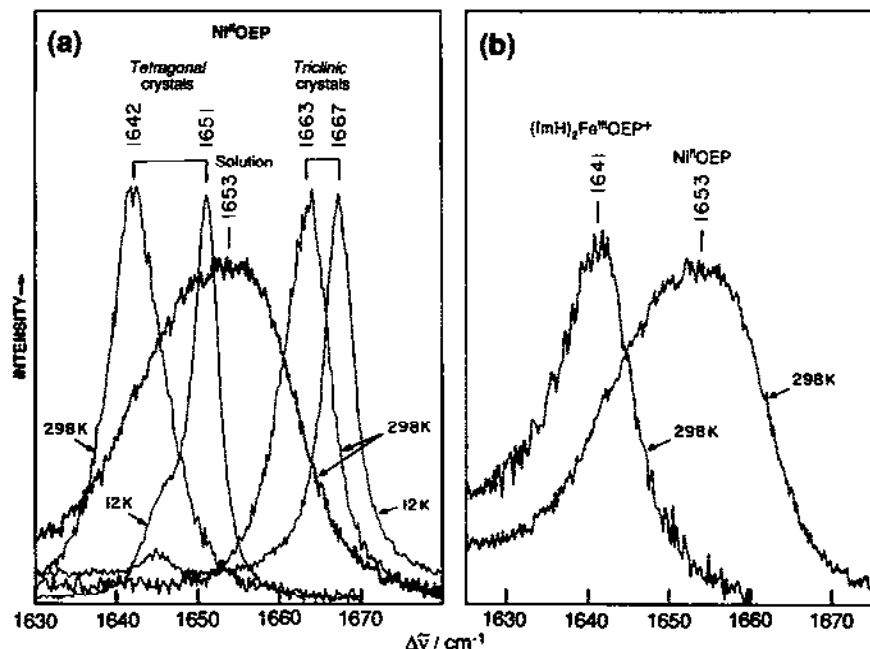 (a)
Ni^IIOEP
Tetragonal crystals
Triclinic crystals
1642
1651
1663
1667
Solution
1653
298K
12K
298K
12K
INTENSITY→
1630 1640 1650 1660 1670
(b)
(ImH)₂Fe^IIIOEP⁺
1641
Ni^IIOEP
1653
298K
298K
1630 1640 1650 1660 1670
Δν̃ / cm⁻¹